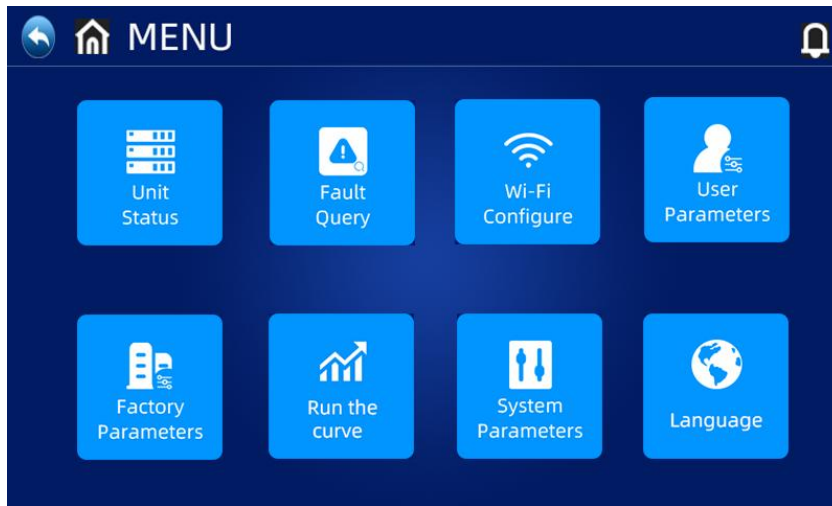 MENU
Unit
Status
Fault
Query
Wi-Fi
Configure
User
Parameters
Factory
Parameters
Run the
curve
System
Parameters
Language